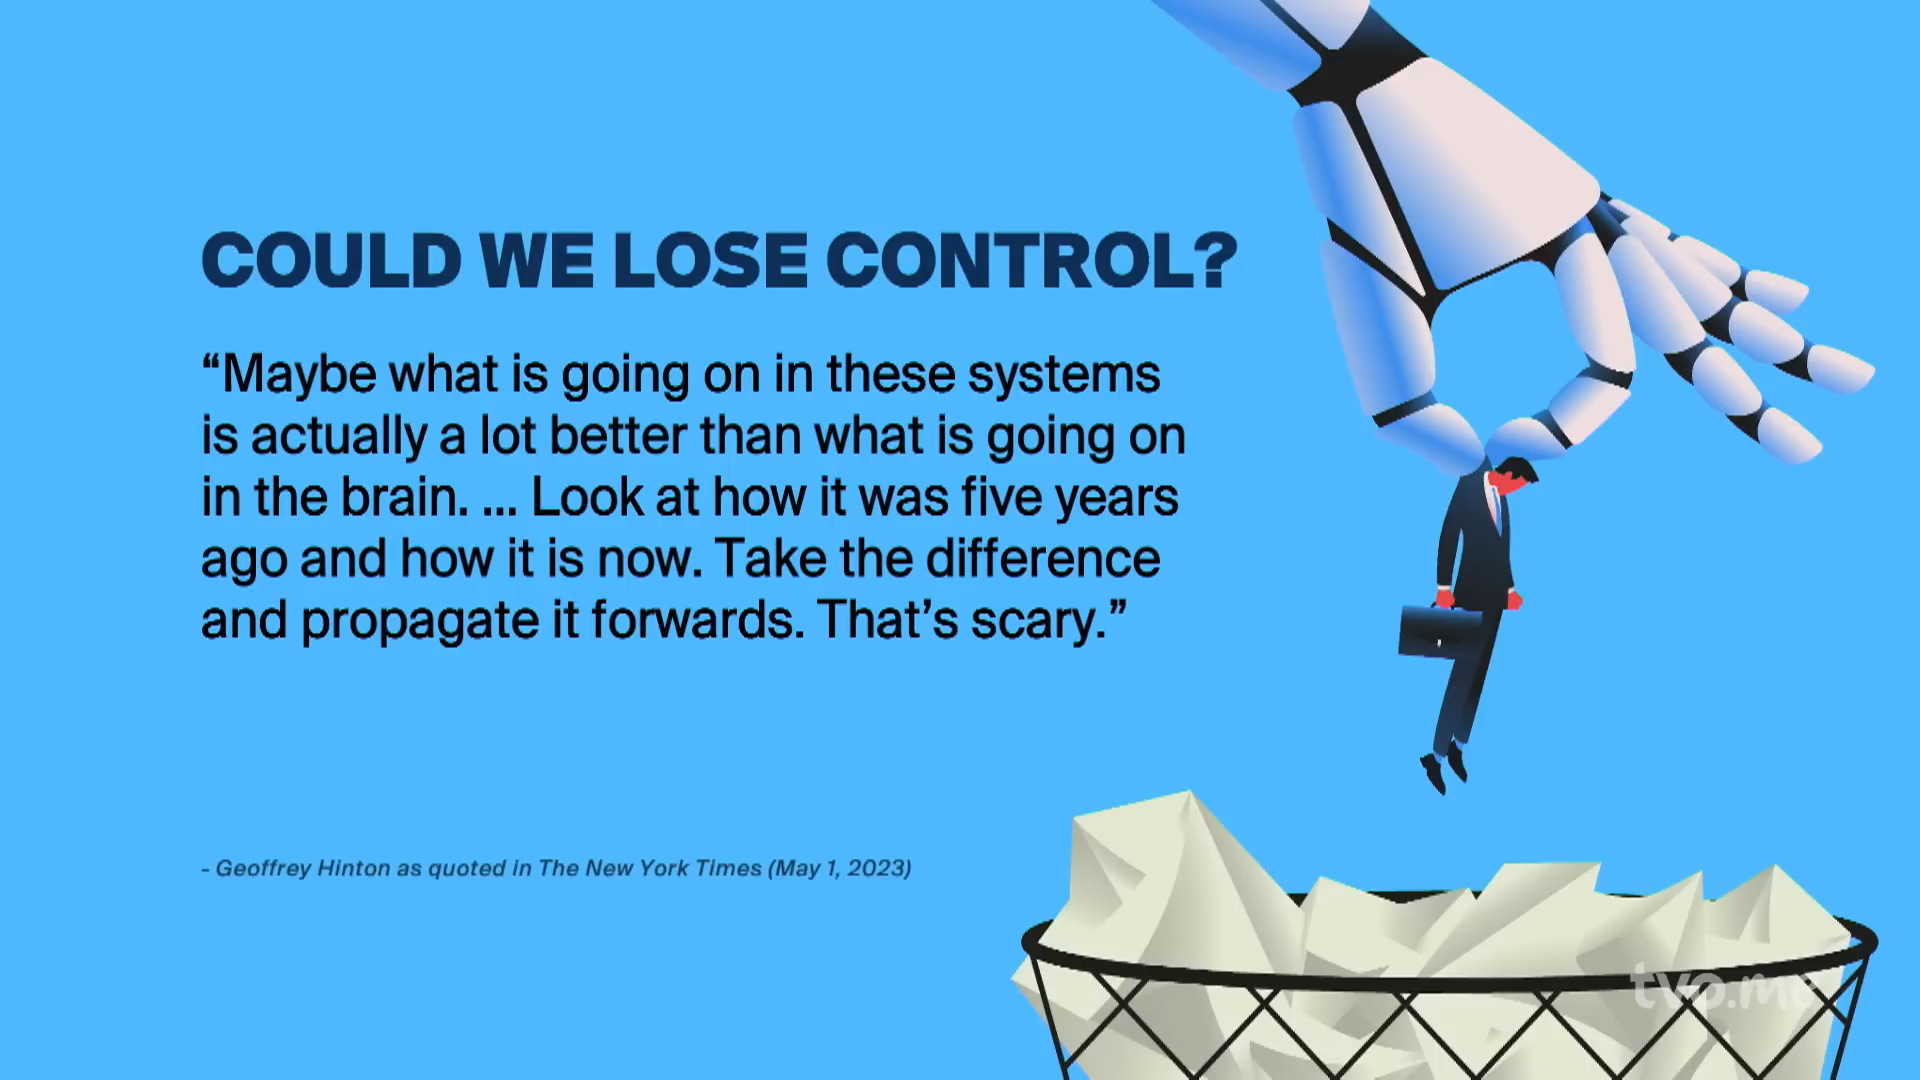 COULD WE LOSE CONTROL?
“Maybe what is going on in these systems
is actually a lot better than what is going on
in the brain. ... Look at how it was five years
ago and how it is now. Take the difference
and propagate it forwards. That’s scary.”
- Geoffrey Hinton as quoted in The New York Times (May 1, 2023)
tvo.me